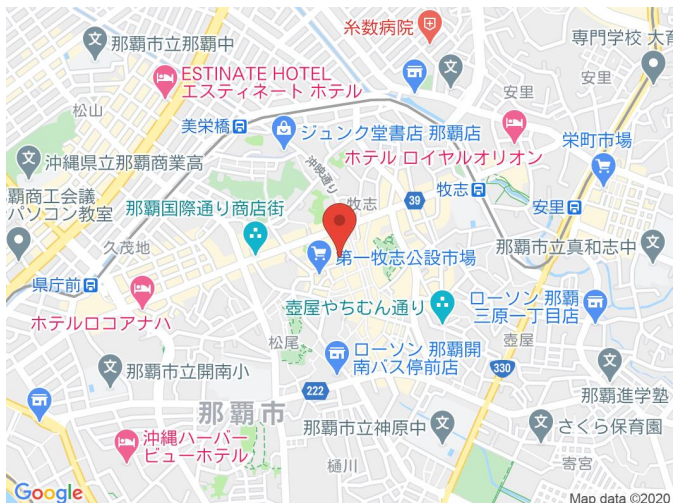 糸数病院
那覇市立那覇中
専門学校 大育
ESTINATE HOTEL
エスティネート ホテル
安里
安里
松山
美栄橋
ジュンク堂書店 那覇店
栄町市場
沖縄県立那覇商業高
ホテル ロイヤルオリオン
沖映通り
覇商工会議
パソコン教室
那覇国際通り商店街
牧志
39
牧志
安里
久茂地
第一牧志公設市場
那覇市立真和志中
県庁前
壺屋やちむん通り
ローソン 那覇
三原一丁目店
ホテルロコアナハ
松尾
ローソン 那覇開
南バス停前店
壺屋
330
那覇市立開南小
222
那覇進学塾
那覇市
那覇市立神原中
さくら保育園
沖縄ハーバー
ビューホテル
樋川
寄宮
Google
Map data ©2020